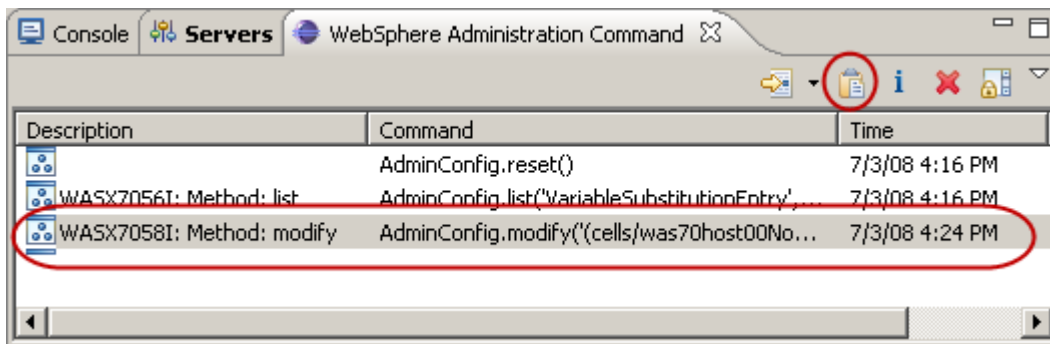 Console Servers WebSphere Administration Command
i
Description Command Time
AdminConfig.reset() 7/3/08 4:16 PM
WASX7056I: Method: list AdminConfig.list('VariableSubstitutionEntry',... 7/3/08 4:16 PM
WASX7058I: Method: modify AdminConfig.modify('(cells/was70host00No... 7/3/08 4:24 PM